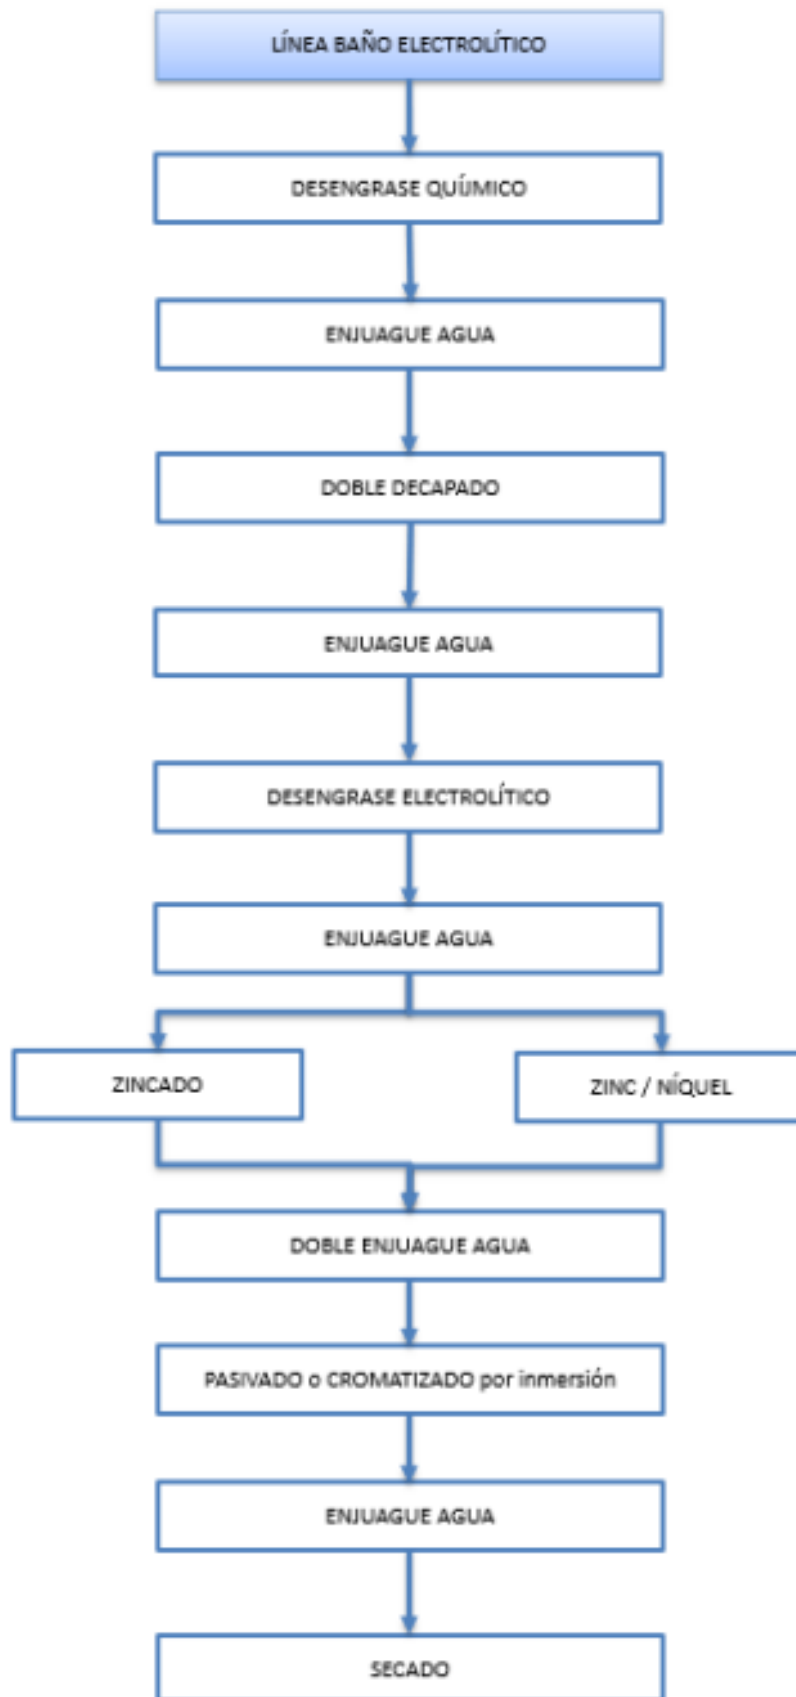 LÍNEA BAÑO ELECTROLÍTICO
DESENGRASE QUÍMICO
ENJUAGUE AGUA
DOBLE DECAPADO
ENJUAGUE AGUA
DESENGRASE ELECTROLÍTICO
ENJUAGUE AGUA
ZINCADO
ZINC / NÍQUEL
DOBLE ENJUAGUE AGUA
PASIVADO o CROMATIZADO por inmersión
ENJUAGUE AGUA
SECADO